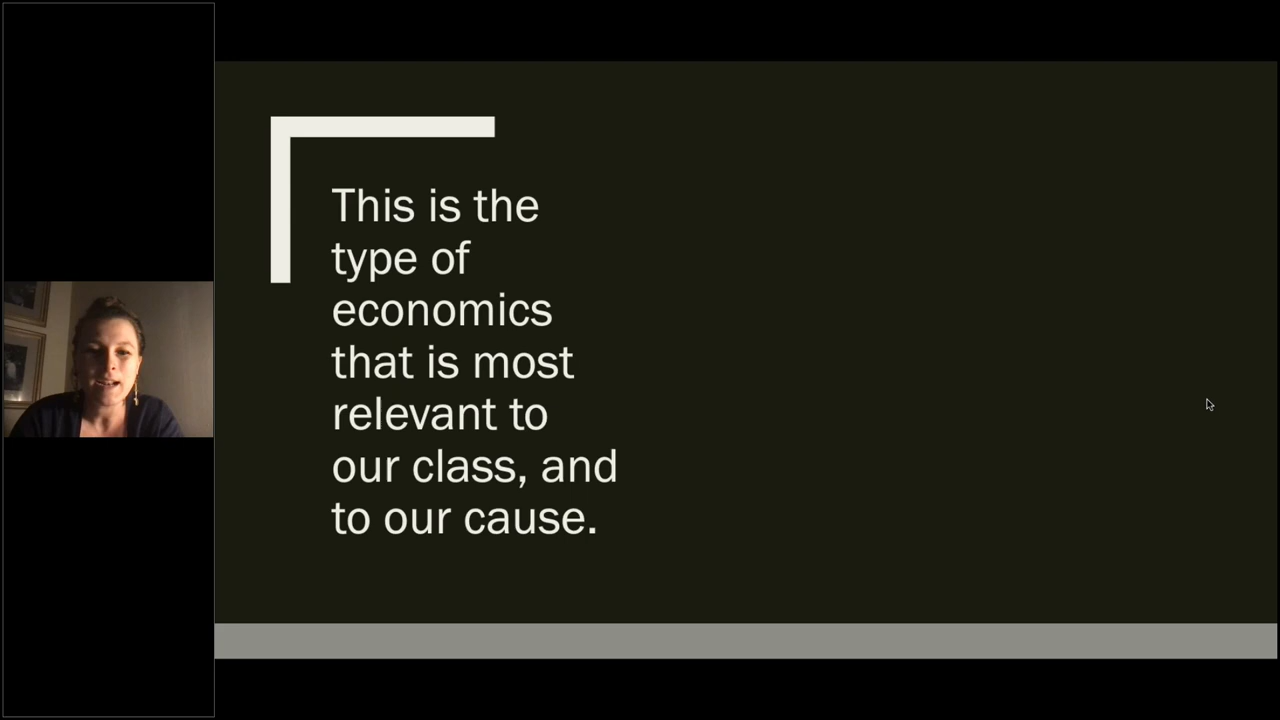 This is the
type of
economics
that is most
relevant to
our class, and
to our cause.